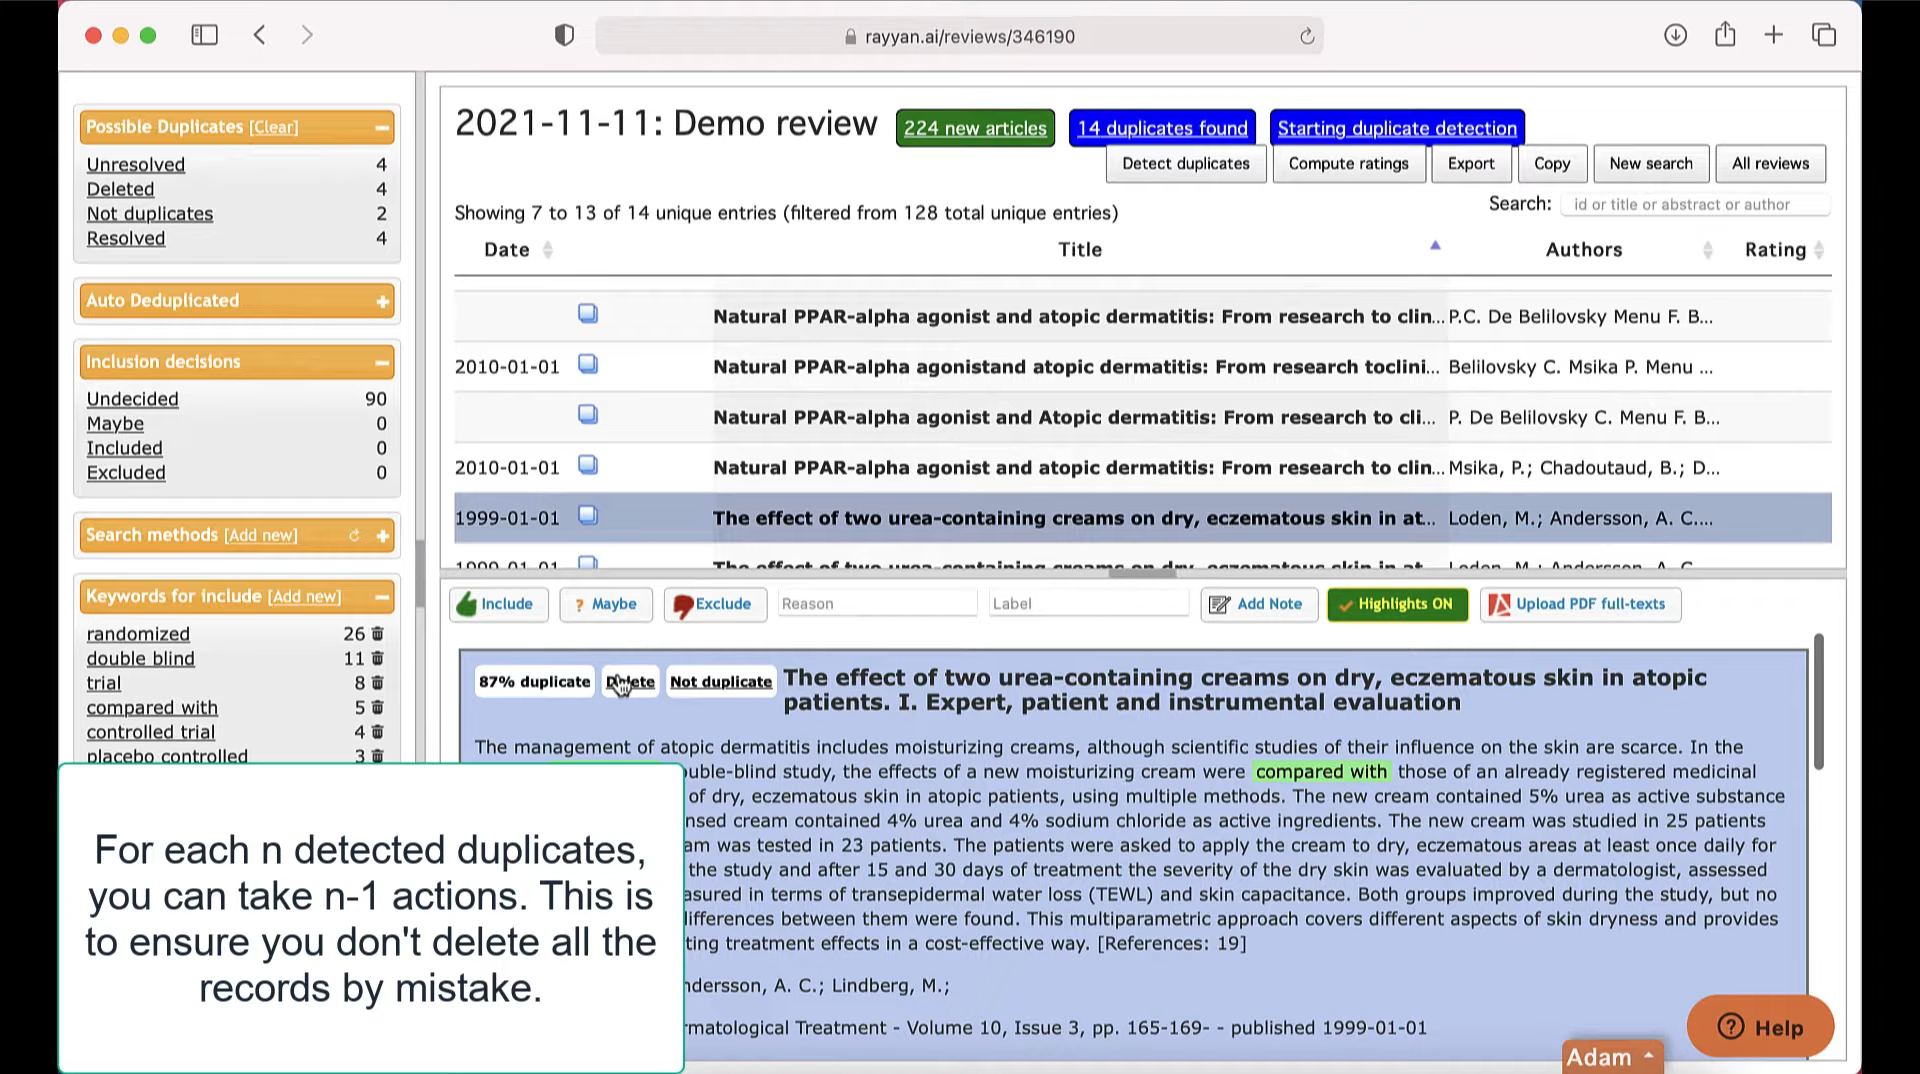 rayyan.ai/reviews/346190
Possible Duplicates [Clear]
Unresolved 4
Deleted 4
Not duplicates 2
Resolved 4
Auto Deduplicated
Inclusion decisions
Undecided 90
Maybe 0
Included 0
Excluded 0
Search methods [Add new]
Keywords for include [Add new]
randomized 26
double blind 11
trial 8
compared with 5
controlled trial 4
placebo controlled 3
2021-11-11: Demo review 224 new articles 14 duplicates found Starting duplicate detection
Detect duplicates Compute ratings Export Copy New search All reviews
Showing 7 to 13 of 14 unique entries (filtered from 128 total unique entries) Search: id or title or abstract or author
Date Title Authors Rating
Natural PPAR-alpha agonist and atopic dermatitis: From research to clin... P.C. De Belilovsky Menu F. B...
2010-01-01 Natural PPAR-alpha agonistand atopic dermatitis: From research toclini... Belilovsky C. Msika P. Menu ...
Natural PPAR-alpha agonist and Atopic dermatitis: From research to cli... P. De Belilovsky C. Menu F. B...
2010-01-01 Natural PPAR-alpha agonist and atopic dermatitis: From research to clin... Msika, P.; Chadoutaud, B.; D...
1999-01-01 The effect of two urea-containing creams on dry, eczematous skin in at... Loden, M.; Andersson, A. C....
1999-01-01 The effect of two urea-containing creams on dry, eczematous skin in at... Loden, M.; Andersson, A. C.
Include ? Maybe Exclude Reason Label Add Note Highlights ON Upload PDF full-texts
87% duplicate Delete Not duplicate The effect of two urea-containing creams on dry, eczematous skin in atopic
patients. I. Expert, patient and instrumental evaluation
The management of atopic dermatitis includes moisturizing creams, although scientific studies of their influence on the skin are scarce. In the
uble-blind study, the effects of a new moisturizing cream were compared with those of an already registered medicinal
of dry, eczematous skin in atopic patients, using multiple methods. The new cream contained 5% urea as active substance
nsed cream contained 4% urea and 4% sodium chloride as active ingredients. The new cream was studied in 25 patients
am was tested in 23 patients. The patients were asked to apply the cream to dry, eczematous areas at least once daily for
the study and after 15 and 30 days of treatment the severity of the dry skin was evaluated by a dermatologist, assessed
asured in terms of transepidermal water loss (TEWL) and skin capacitance. Both groups improved during the study, but no
ifferences between them were found. This multiparametric approach covers different aspects of skin dryness and provides
ting treatment effects in a cost-effective way. [References: 19]
ndersson, A. C.; Lindberg, M.;
rmatological Treatment - Volume 10, Issue 3, pp. 165-169- - published 1999-01-01
For each n detected duplicates,
you can take n-1 actions. This is
to ensure you don't delete all the
records by mistake.
Help
Adam